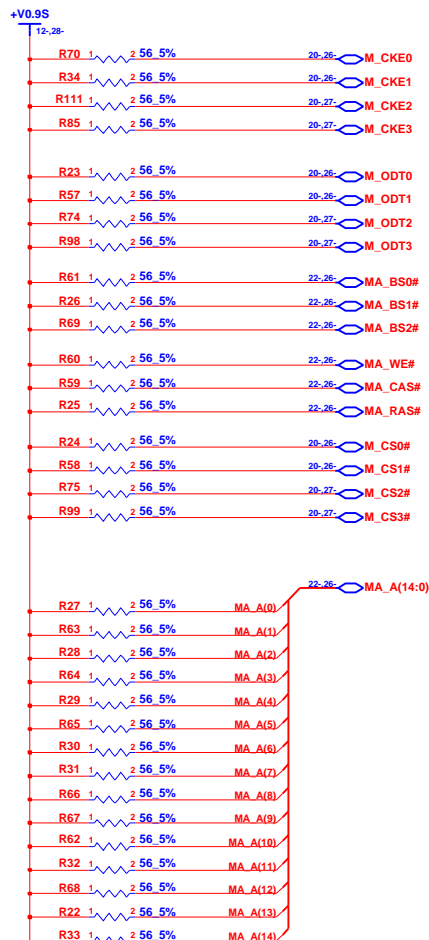 +V0.9S
12-,28-
R70 1 2 56_5% 20-,26- M_CKE0
R34 1 2 56_5% 20-,26- M_CKE1
R111 1 2 56_5% 20-,27- M_CKE2
R85 1 2 56_5% 20-,27- M_CKE3
R23 1 2 56_5% 20-,26- M_ODT0
R57 1 2 56_5% 20-,26- M_ODT1
R74 1 2 56_5% 20-,27- M_ODT2
R98 1 2 56_5% 20-,27- M_ODT3
R61 1 2 56_5% 22-,26- MA_BS0#
R26 1 2 56_5% 22-,26- MA_BS1#
R69 1 2 56_5% 22-,26- MA_BS2#
R60 1 2 56_5% 22-,26- MA_WE#
R59 1 2 56_5% 22-,26- MA_CAS#
R25 1 2 56_5% 22-,26- MA_RAS#
R24 1 2 56_5% 20-,26- M_CS0#
R58 1 2 56_5% 20-,26- M_CS1#
R75 1 2 56_5% 20-,27- M_CS2#
R99 1 2 56_5% 20-,27- M_CS3#
22-,26- MA_A(14:0)
R27 1 2 56_5% MA_A(0)
R63 1 2 56_5% MA_A(1)
R28 1 2 56_5% MA_A(2)
R64 1 2 56_5% MA_A(3)
R29 1 2 56_5% MA_A(4)
R65 1 2 56_5% MA_A(5)
R30 1 2 56_5% MA_A(6)
R31 1 2 56_5% MA_A(7)
R66 1 2 56_5% MA_A(8)
R67 1 2 56_5% MA_A(9)
R62 1 2 56_5% MA_A(10)
R32 1 2 56_5% MA_A(11)
R68 1 2 56_5% MA_A(12)
R22 1 2 56_5% MA_A(13)
R33 1 2 56_5% MA_A(14)